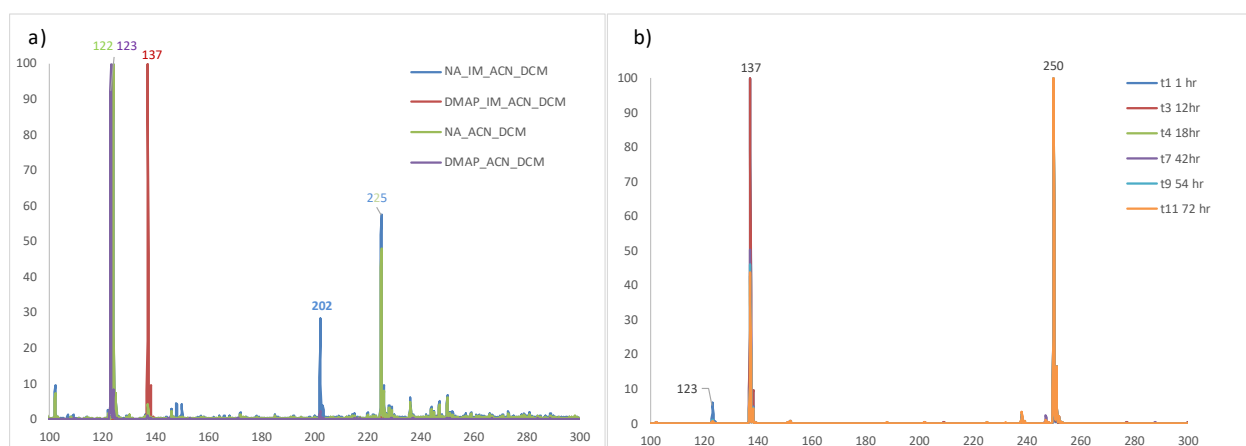 a)
122 123 137
100
90
80
70
60
50
40
30
20
10
0
225
202
100 120 140 160 180 200 220 240 260 280 300
NA_IM_ACN_DCM
DMAP_IM_ACN_DCM
NA_ACN_DCM
DMAP_ACN_DCM
b)
137 250
100
90
80
70
60
50
40
30
20
10
0
123
100 120 140 160 180 200 220 240 260 280 300
t1 1 hr
t3 12hr
t4 18hr
t7 42hr
t9 54 hr
t11 72 hr